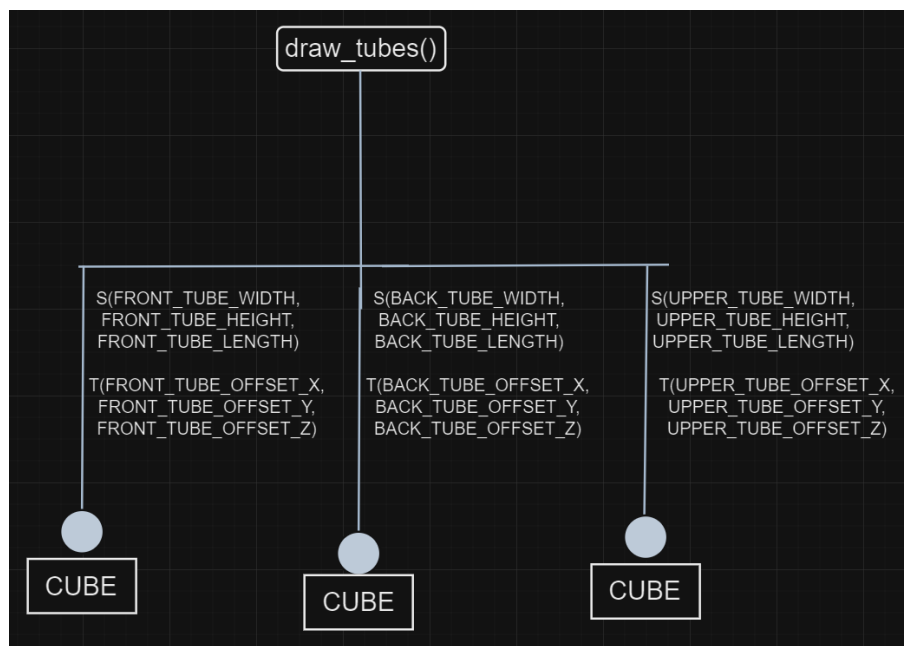 draw_tubes()
S(FRONT_TUBE_WIDTH,
FRONT_TUBE_HEIGHT,
FRONT_TUBE_LENGTH)
T(FRONT_TUBE_OFFSET_X,
FRONT_TUBE_OFFSET_Y,
FRONT_TUBE_OFFSET_Z)
CUBE
S(BACK_TUBE_WIDTH,
BACK_TUBE_HEIGHT,
BACK_TUBE_LENGTH)
T(BACK_TUBE_OFFSET_X,
BACK_TUBE_OFFSET_Y,
BACK_TUBE_OFFSET_Z)
CUBE
S(UPPER_TUBE_WIDTH,
UPPER_TUBE_HEIGHT,
UPPER_TUBE_LENGTH)
T(UPPER_TUBE_OFFSET_X,
UPPER_TUBE_OFFSET_Y,
UPPER_TUBE_OFFSET_Z)
CUBE